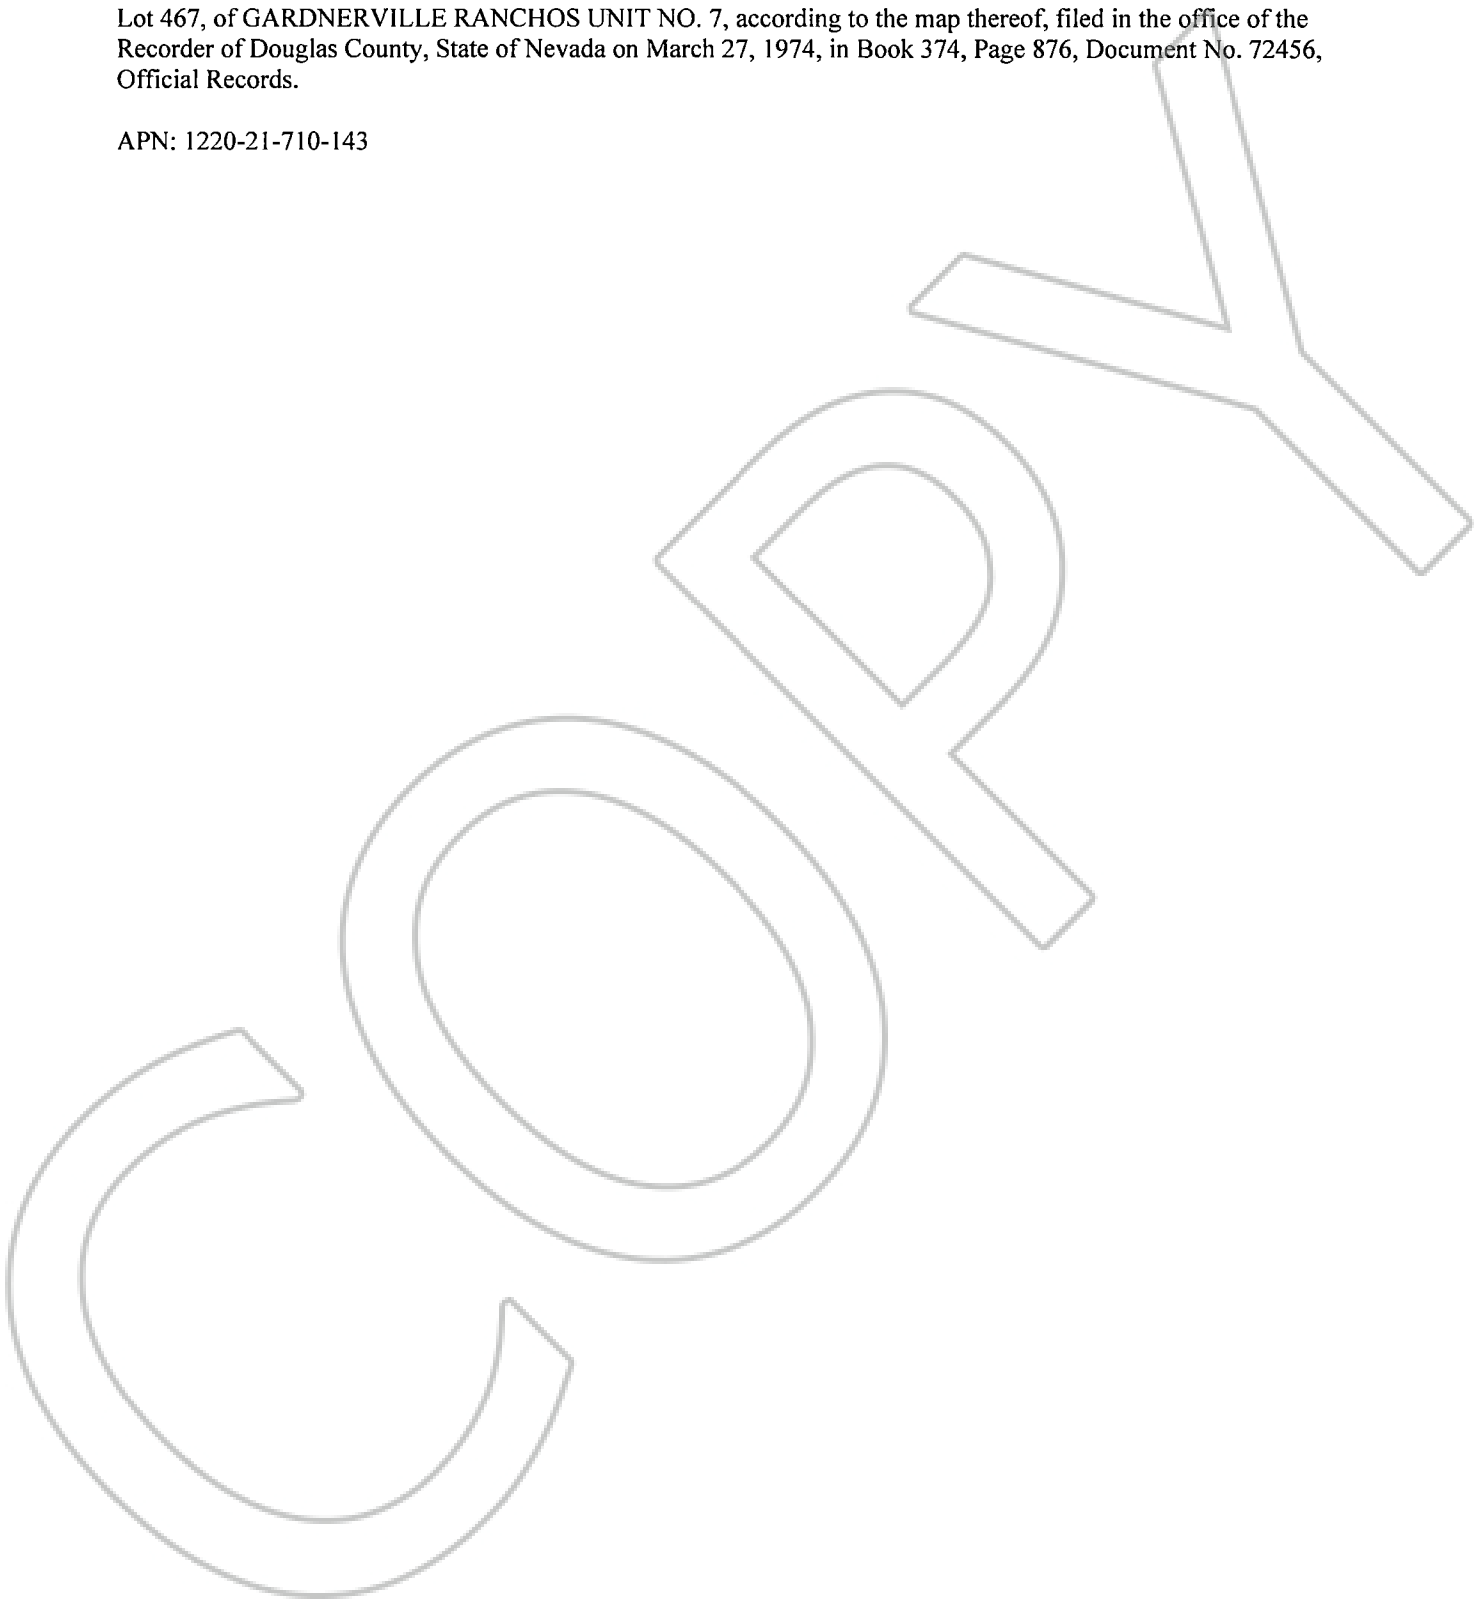 Lot 467, of GARDNERVILLE RANCHOS UNIT NO. 7, according to the map thereof, filed in the office of the
Recorder of Douglas County, State of Nevada on March 27, 1974, in Book 374, Page 876, Document No. 72456,
Official Records.
APN: 1220-21-710-143
COPY